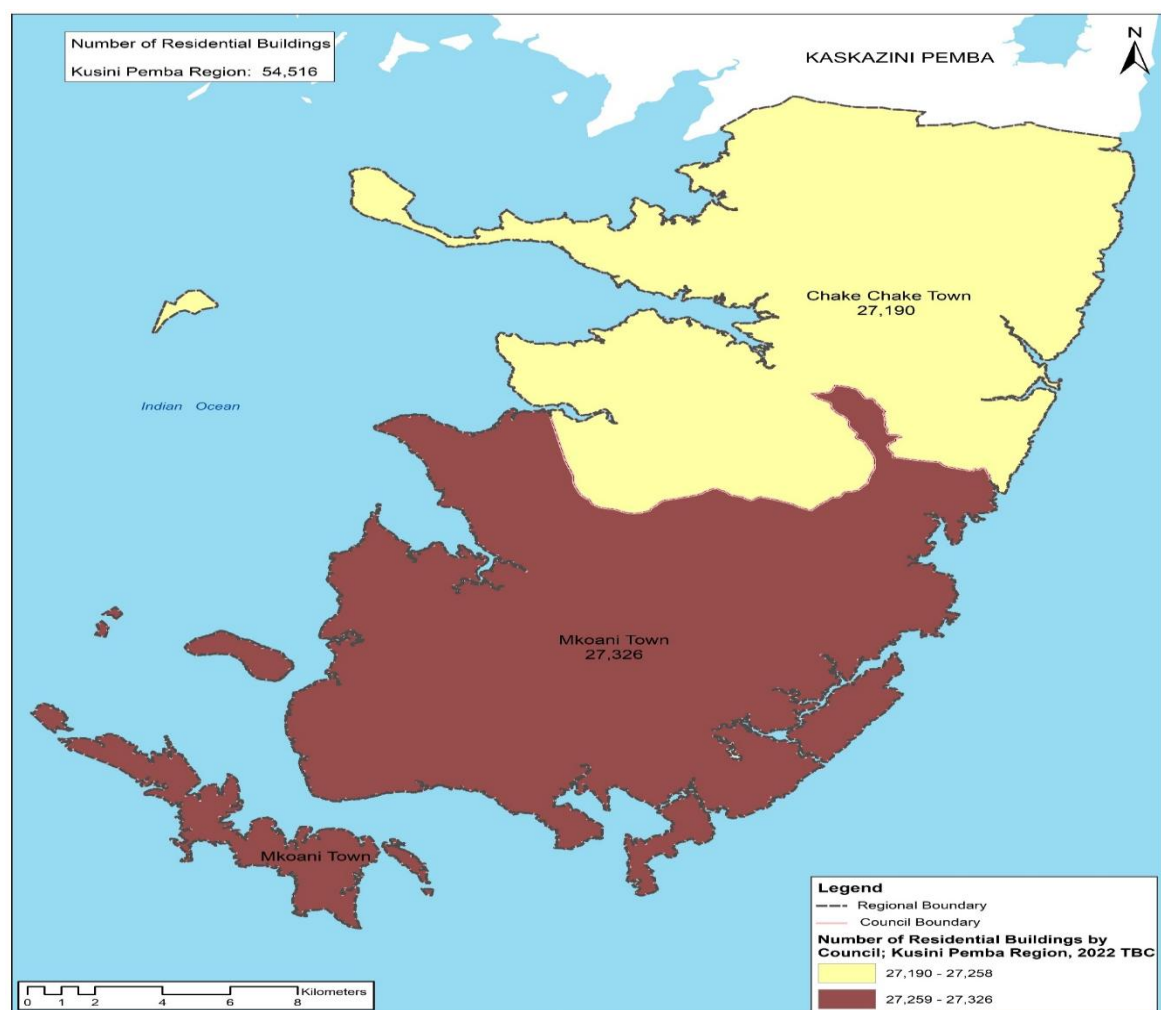 Number of Residential Buildings
Kusini Pemba Region: 54,516
KASKAZINI PEMBA
N
Chake Chake Town
27,190
Indian Ocean
Mkoani Town
27,326
Mkoani Town
Legend
Regional Boundary
Council Boundary
Number of Residential Buildings by
Council; Kusini Pemba Region, 2022 TBC
27,190 - 27,258
27,259 - 27,326
Kilometers
0 1 2 4 6 8